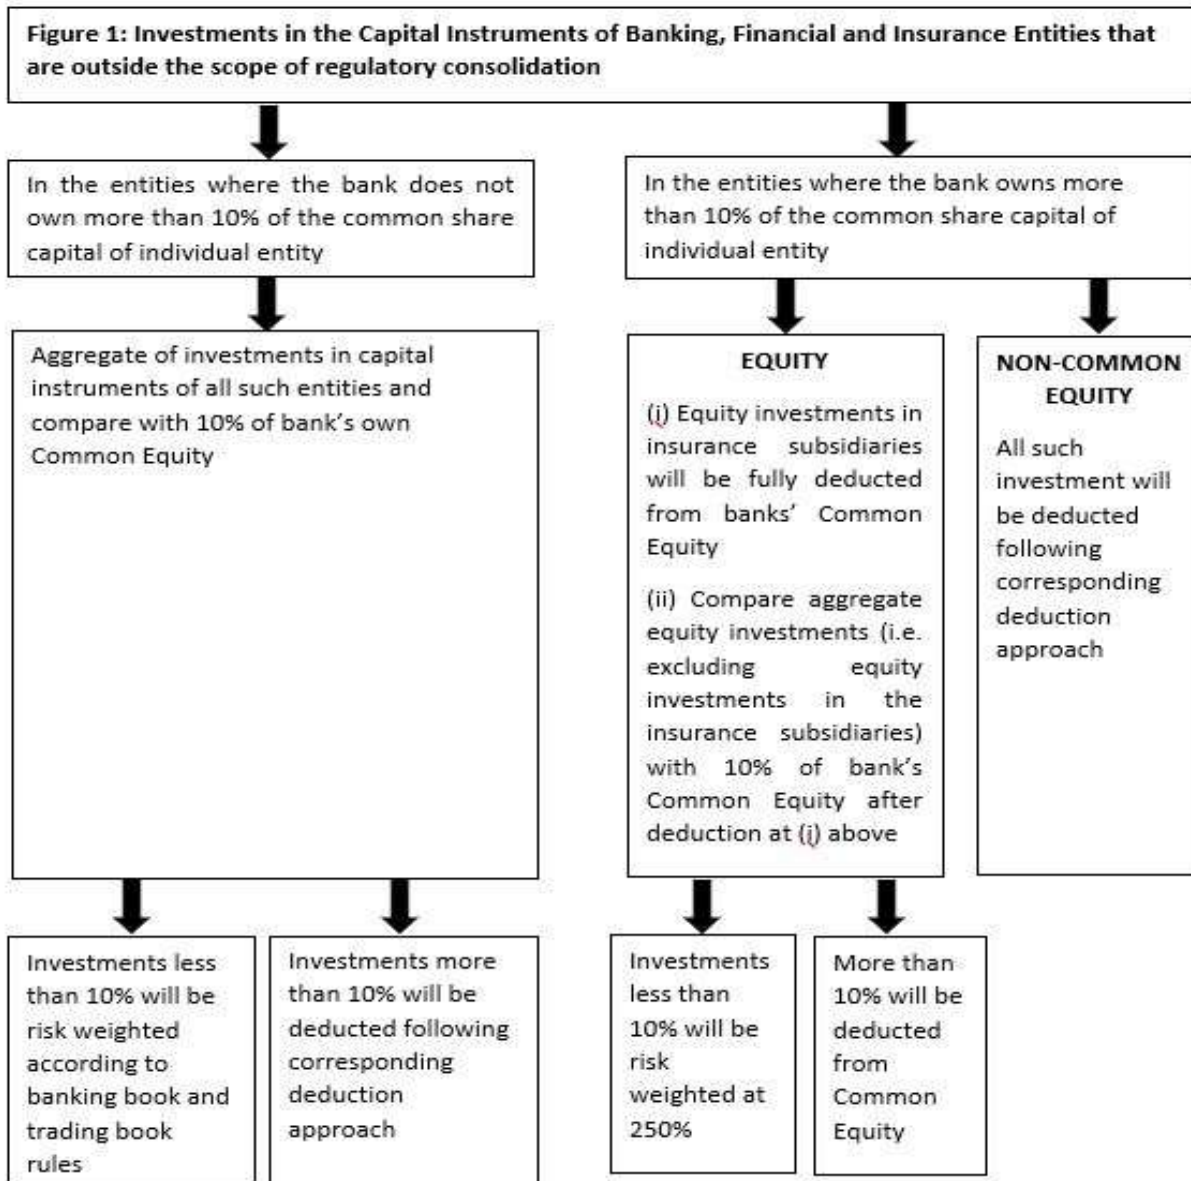 Figure 1: Investments in the Capital Instruments of Banking, Financial and Insurance Entities that
are outside the scope of regulatory consolidation
In the entities where the bank does not
own more than 10% of the common share
capital of individual entity
In the entities where the bank owns more
than 10% of the common share capital of
individual entity
Aggregate of investments in capital
instruments of all such entities and
compare with 10% of bank's own
Common Equity
EQUITY
(i) Equity investments in
insurance subsidiaries
will be fully deducted
from banks' Common
Equity
(ii) Compare aggregate
equity investments (i.e.
excluding equity
investments in the
insurance subsidiaries)
with 10% of bank's
Common Equity after
deduction at (i) above
NON-COMMON
EQUITY
All such
investment will
be deducted
following
corresponding
deduction
approach
Investments less
than 10% will be
risk weighted
according to
banking book and
trading book
rules
Investments more
than 10% will be
deducted following
corresponding
deduction
approach
Investments
less than
10% will be
risk
weighted at
250%
More than
10% will be
deducted
from
Common
Equity